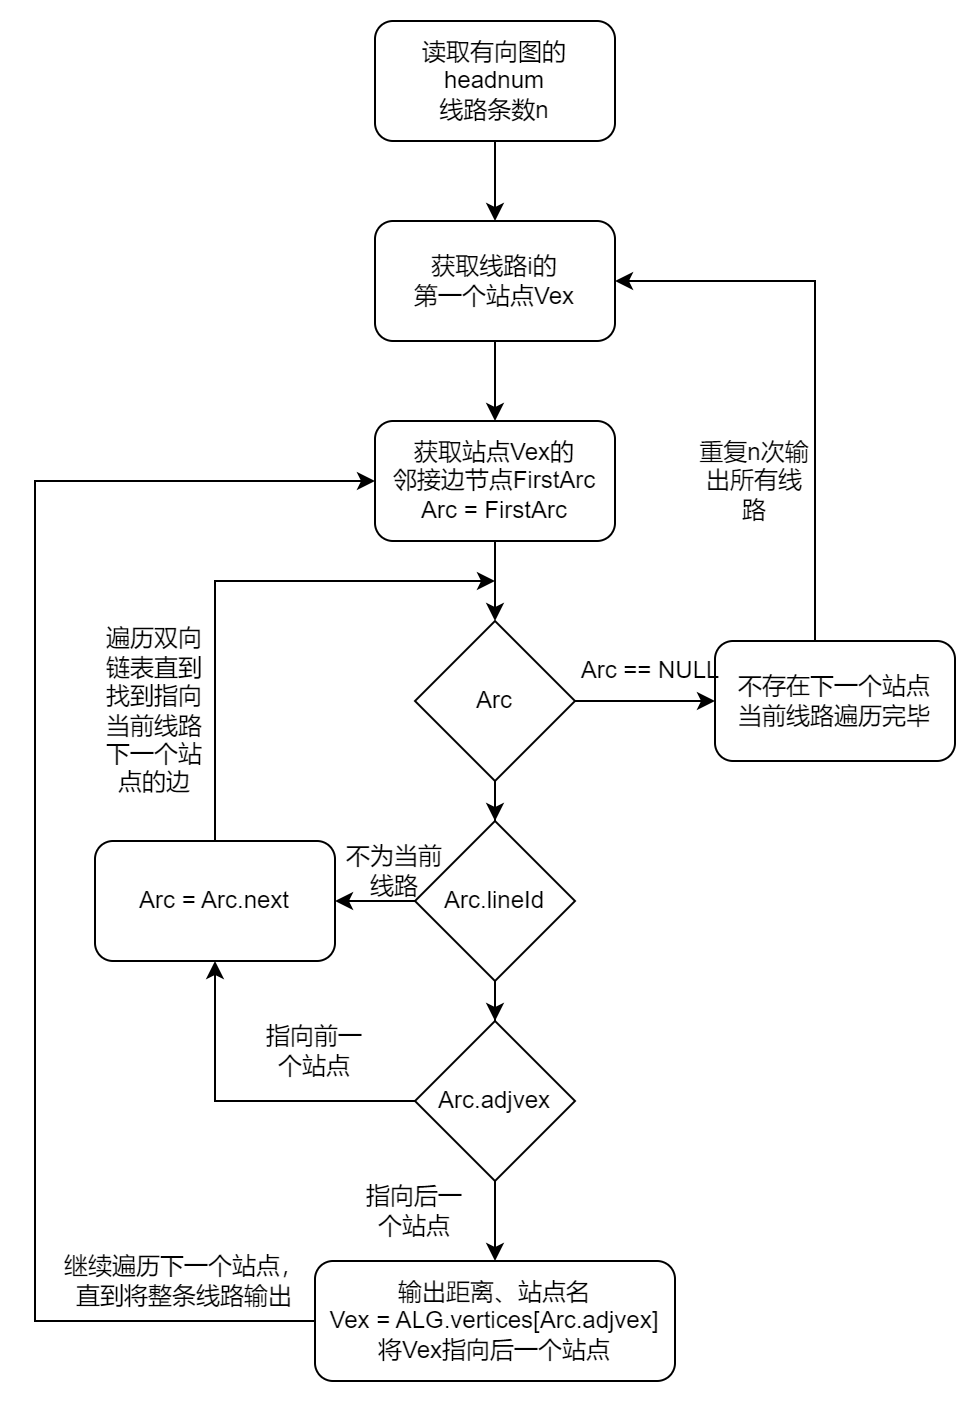 读取有向图的
headnum
线路条数n
获取线路i的
第一个站点Vex
获取站点Vex的
邻接边节点FirstArc
Arc = FirstArc
重复n次输
出所有线
路
遍历双向
链表直到
找到指向
当前线路
下一个站
点的边
Arc
Arc == NULL
不存在下一个站点
当前线路遍历完毕
不为当前
线路
Arc = Arc.next
Arc.lineId
指向前一
个站点
Arc.adjvex
指向后一
个站点
继续遍历下一个站点，
直到将整条线路输出
输出距离、站点名
Vex = ALG.vertices[Arc.adjvex]
将Vex指向后一个站点